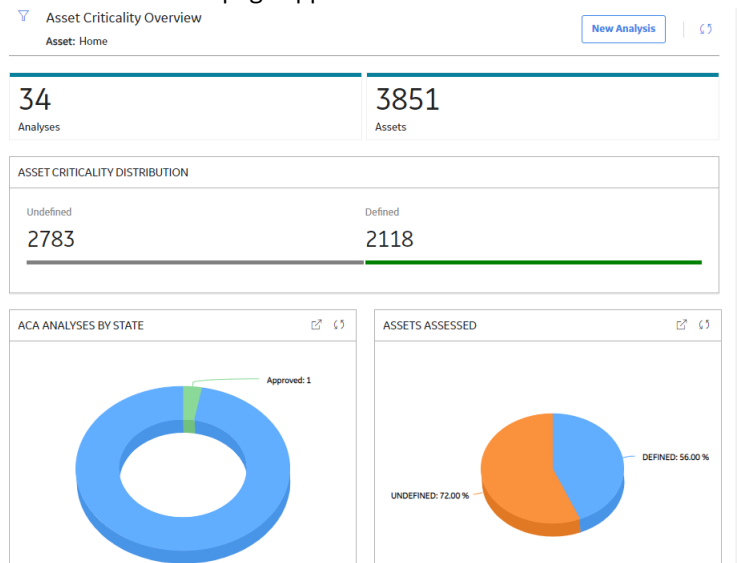 Asset Criticality Overview
Asset: Home
New Analysis
34
Analyses
3851
Assets
ASSET CRITICALITY DISTRIBUTION
Undefined
2783
Defined
2118
ACA ANALYSES BY STATE
Approved: 1
ASSETS ASSESSED
DEFINED: 56.00 %
UNDEFINED: 72.00 %